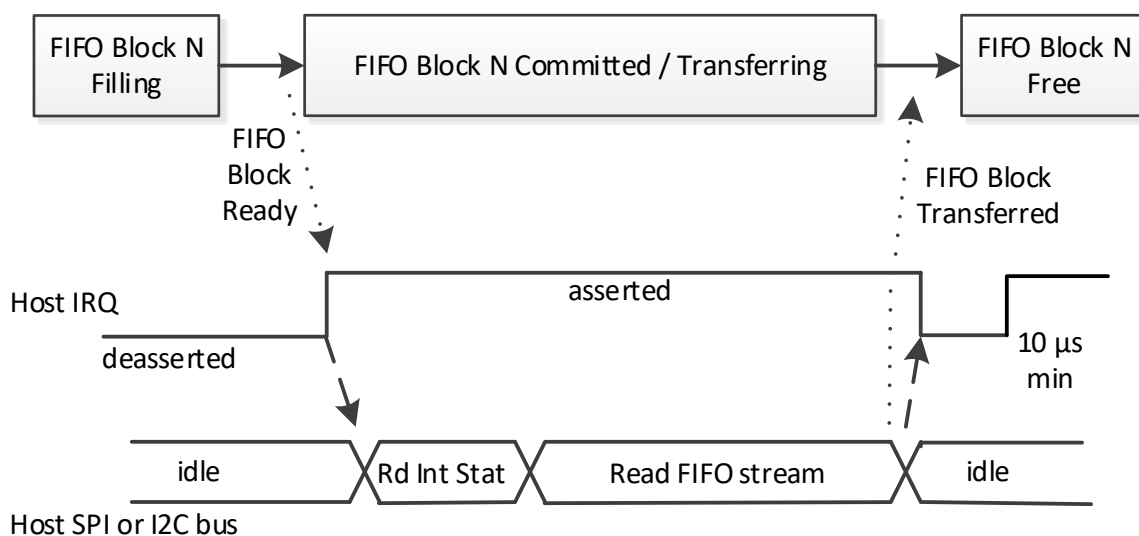 FIFO Block N
Filling
FIFO Block N Committed / Transferring
FIFO Block N
Free
FIFO
Block
Ready
FIFO Block
Transferred
Host IRQ
asserted
deasserted
10 µs
min
idle
Rd Int Stat
Read FIFO stream
idle
Host SPI or I2C bus